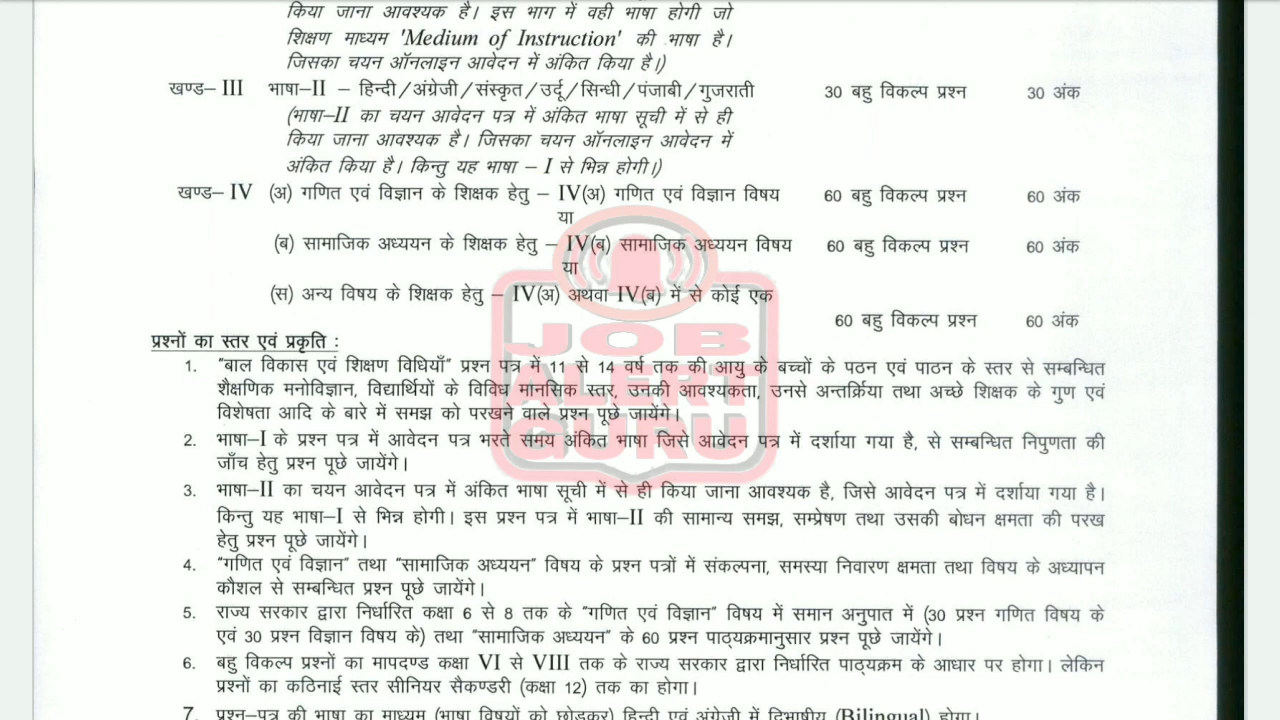 किया जाना आवश्यक है। इस भाग में वही भाषा होगी जो
शिक्षण माध्यम 'Medium of Instruction' की भाषा है।
जिसका चयन ऑनलाइन आवेदन में अंकित किया है।)
खण्ड– III भाषा–II – हिन्दी/अंग्रेजी/संस्कृत/उर्दू/सिन्धी/पंजाबी/गुजराती 30 बहु विकल्प प्रश्न 30 अंक
(भाषा–II का चयन आवेदन पत्र में अंकित भाषा सूची में से ही
किया जाना आवश्यक है। जिसका चयन ऑनलाइन आवेदन में
अंकित किया है। किन्तु यह भाषा – I से भिन्न होगी।)
खण्ड– IV (अ) गणित एवं विज्ञान के शिक्षक हेतु – IV(अ) गणित एवं विज्ञान विषय 60 बहु विकल्प प्रश्न 60 अंक
या
(ब) सामाजिक अध्ययन के शिक्षक हेतु – IV(ब) सामाजिक अध्ययन विषय 60 बहु विकल्प प्रश्न 60 अंक
या
(स) अन्य विषय के शिक्षक हेतु – IV(अ) अथवा IV(ब) में से कोई एक
60 बहु विकल्प प्रश्न 60 अंक
प्रश्नों का स्तर एवं प्रकृति :
1. "बाल विकास एवं शिक्षण विधियाँ" प्रश्न पत्र में 11 से 14 वर्ष तक की आयु के बच्चों के पठन एवं पाठन के स्तर से सम्बन्धित
शैक्षणिक मनोविज्ञान, विद्यार्थियों के विविध मानसिक स्तर, उनकी आवश्यकता, उनसे अन्तर्क्रिया तथा अच्छे शिक्षक के गुण एवं
विशेषता आदि के बारे में समझ को परखने वाले प्रश्न पूछे जायेंगे।
2. भाषा–I के प्रश्न पत्र में आवेदन पत्र भरते समय अंकित भाषा जिसे आवेदन पत्र में दर्शाया गया है, से सम्बन्धित निपुणता की
जाँच हेतु प्रश्न पूछे जायेंगे।
3. भाषा–II का चयन आवेदन पत्र में अंकित भाषा सूची में से ही किया जाना आवश्यक है, जिसे आवेदन पत्र में दर्शाया गया है।
किन्तु यह भाषा–I से भिन्न होगी। इस प्रश्न पत्र में भाषा–II की सामान्य समझ, सम्प्रेषण तथा उसकी बोधन क्षमता की परख
हेतु प्रश्न पूछे जायेंगे।
4. "गणित एवं विज्ञान" तथा "सामाजिक अध्ययन" विषय के प्रश्न पत्रों में संकल्पना, समस्या निवारण क्षमता तथा विषय के अध्यापन
कौशल से सम्बन्धित प्रश्न पूछे जायेंगे।
5. राज्य सरकार द्वारा निर्धारित कक्षा 6 से 8 तक के "गणित एवं विज्ञान" विषय में समान अनुपात में (30 प्रश्न गणित विषय के
एवं 30 प्रश्न विज्ञान विषय के) तथा "सामाजिक अध्ययन" के 60 प्रश्न पाठ्यक्रमानुसार प्रश्न पूछे जायेंगे।
6. बहु विकल्प प्रश्नों का मापदण्ड कक्षा VI से VIII तक के राज्य सरकार द्वारा निर्धारित पाठ्यक्रम के आधार पर होगा। लेकिन
प्रश्नों का कठिनाई स्तर सीनियर सैकण्डरी (कक्षा 12) तक का होगा।
7. प्रश्न–पत्र की भाषा का माध्यम (भाषा विषयों को छोड़कर) हिन्दी एवं अंग्रेजी में द्विभाषीय (Bilingual) होगा।
JOB
ALERT
GURU